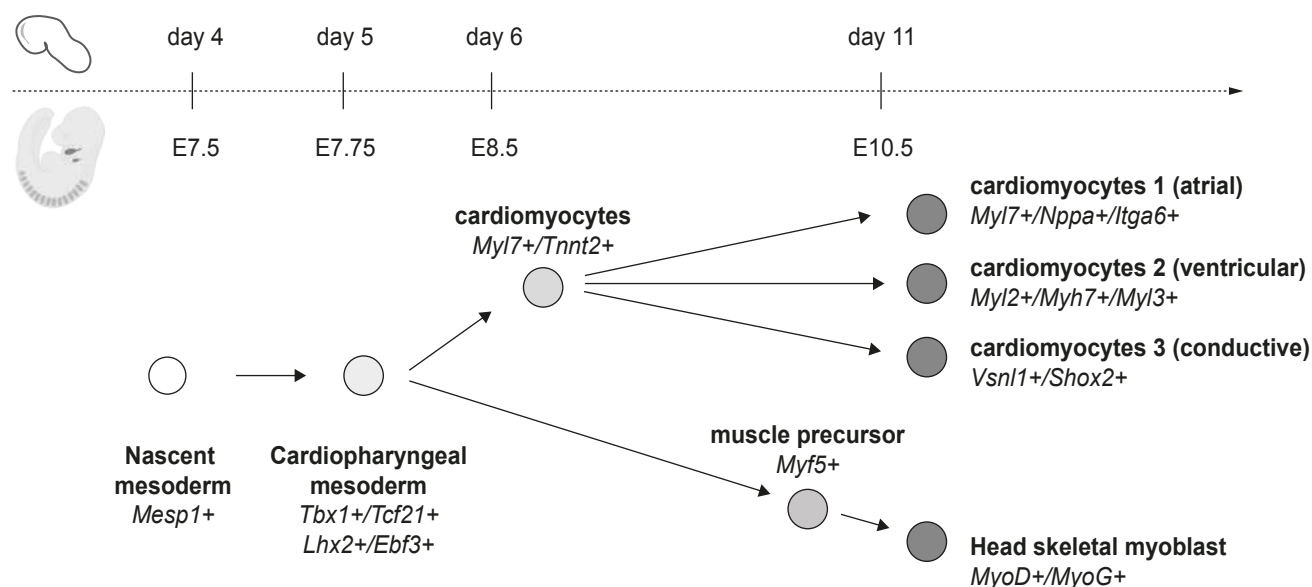 day 4
day 5
day 6
day 11
E7.5
E7.75
E8.5
E10.5
cardiomyocytes 1 (atrial)
Myl7+/Nppa+/Itga6+
cardiomyocytes
Myl7+/Tnnt2+
cardiomyocytes 2 (ventricular)
Myl2+/Myh7+/Myl3+
cardiomyocytes 3 (conductive)
Vsnl1+/Shox2+
Nascent
mesoderm
Mesp1+
Cardiopharyngeal
mesoderm
Tbx1+/Tcf21+
Lhx2+/Ebf3+
muscle precursor
Myf5+
Head skeletal myoblast
MyoD+/MyoG+